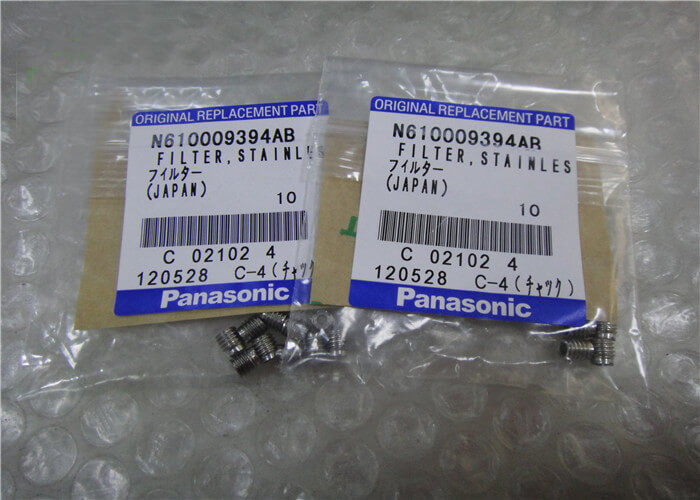 ORIGINAL REPLACEMENT PART
N610009394AB
FILTER, STAINLES
フィルター
(JAPAN)
10
C 02102 4
120528 C-4(チャック
Panasonic
ORIGINAL REPLACEMENT PART
N610009394AB
FILTER, STAINLES
フィルター
(JAPAN)
10
C 02102 4
120528 C-4(チャック)
Panasonic